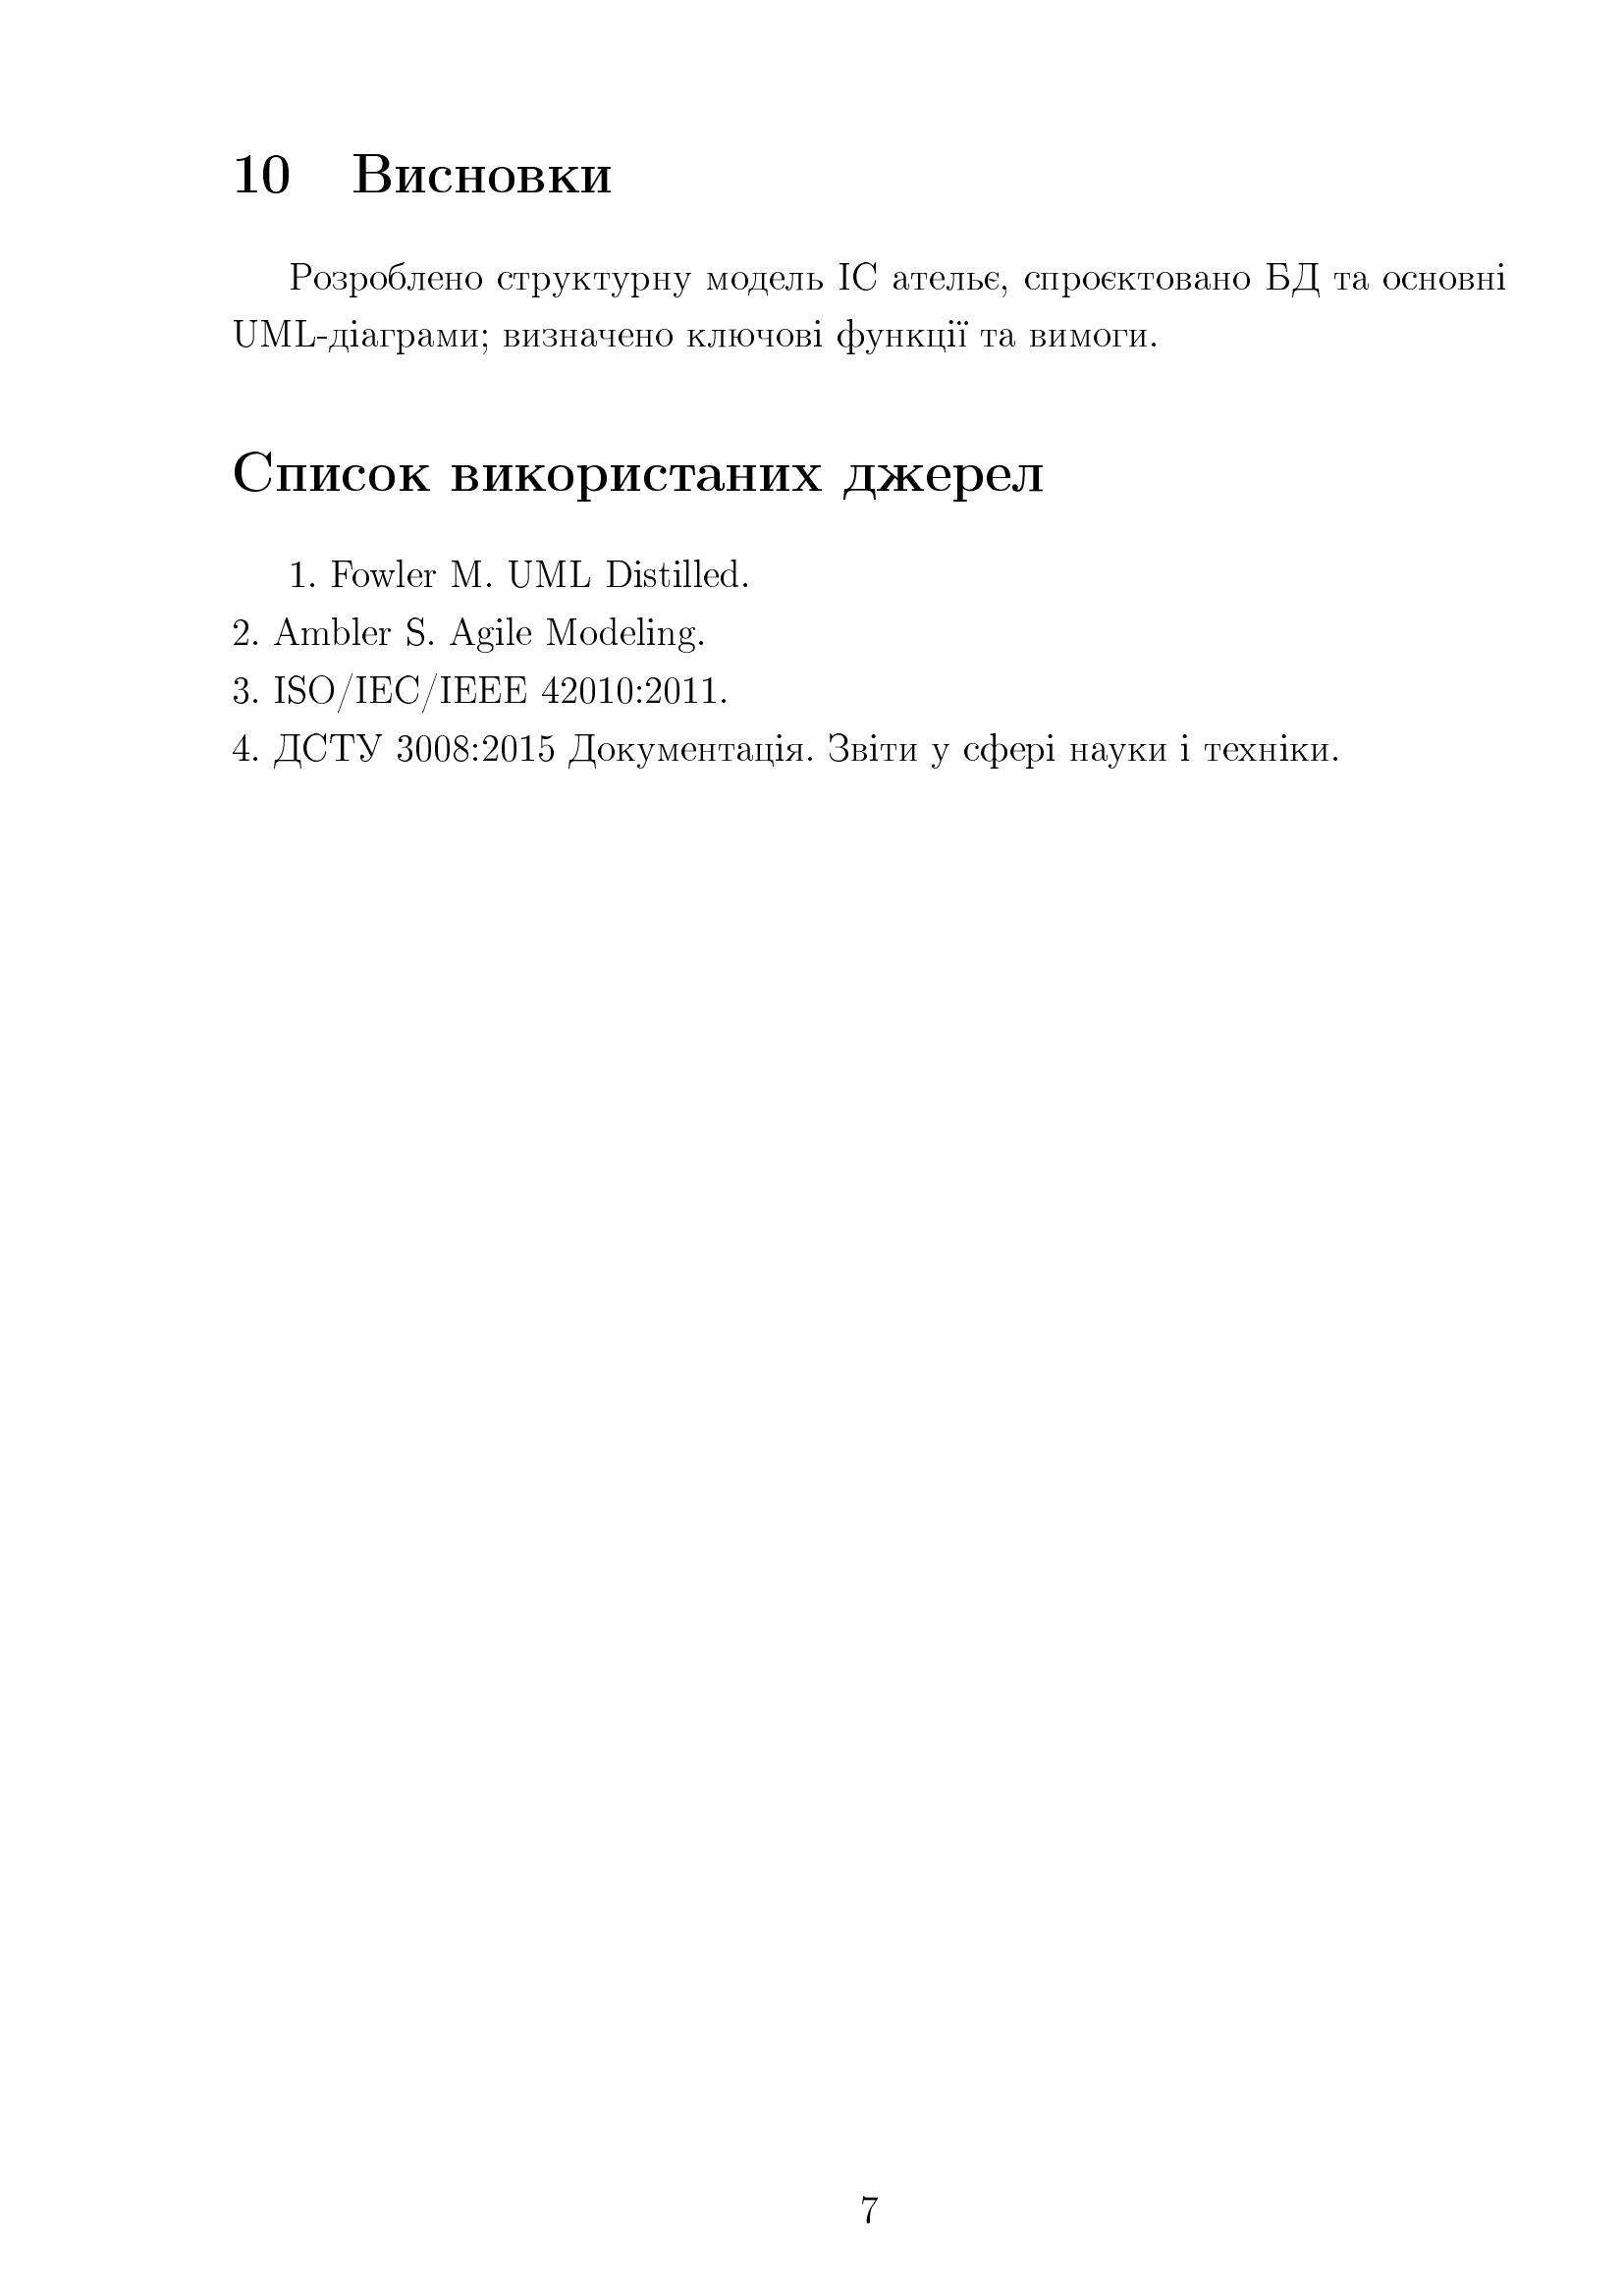 10 Висновки
Розроблено структурну модель ІС ательє, спроєктовано БД та основні
UML-діаграми; визначено ключові функції та вимоги.
Список використаних джерел
1. Fowler M. UML Distilled.
2. Ambler S. Agile Modeling.
3. ISO/IEC/IEEE 42010:2011.
4. ДСТУ 3008:2015 Документація. Звіти у сфері науки і техніки.
7